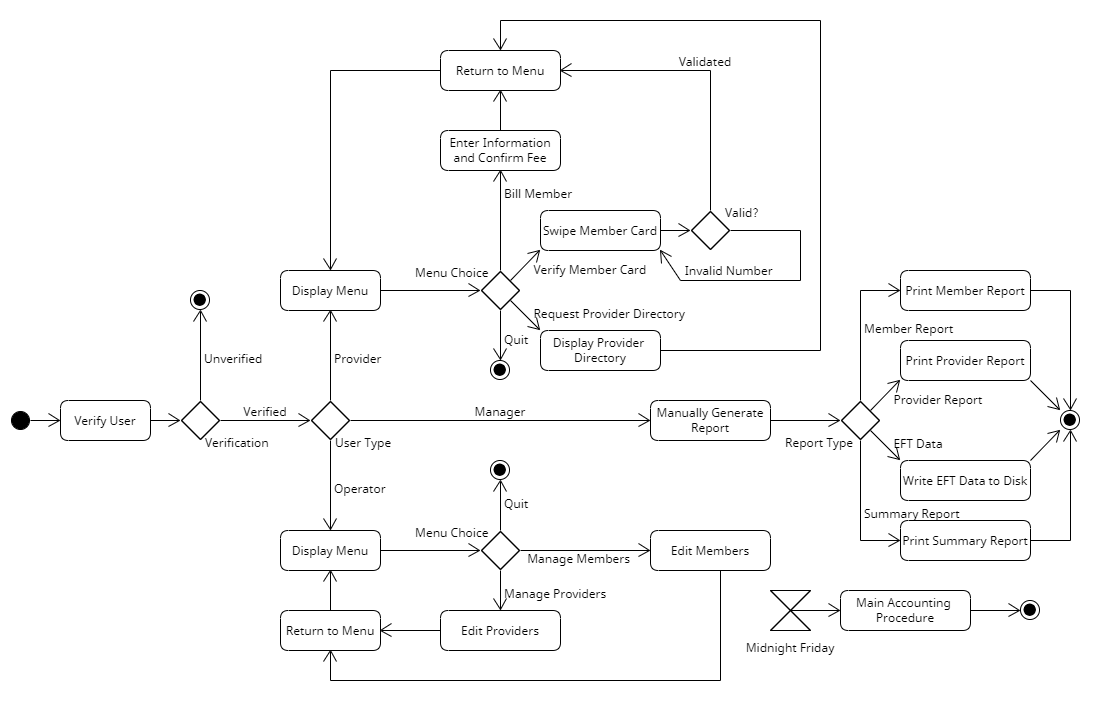 Return to Menu
Validated
Enter Information
and Confirm Fee
Bill Member
Valid?
Swipe Member Card
Menu Choice
Verify Member Card
Invalid Number
Display Menu
Print Member Report
Request Provider Directory
Member Report
Quit
Display Provider
Directory
Unverified
Provider
Print Provider Report
Provider Report
Verify User
Verified
Manager
Manually Generate
Report
Verification
User Type
Report Type
EFT Data
Write EFT Data to Disk
Operator
Quit
Summary Report
Menu Choice
Print Summary Report
Display Menu
Manage Members
Edit Members
Manage Providers
Return to Menu
Edit Providers
Main Accounting
Procedure
Midnight Friday